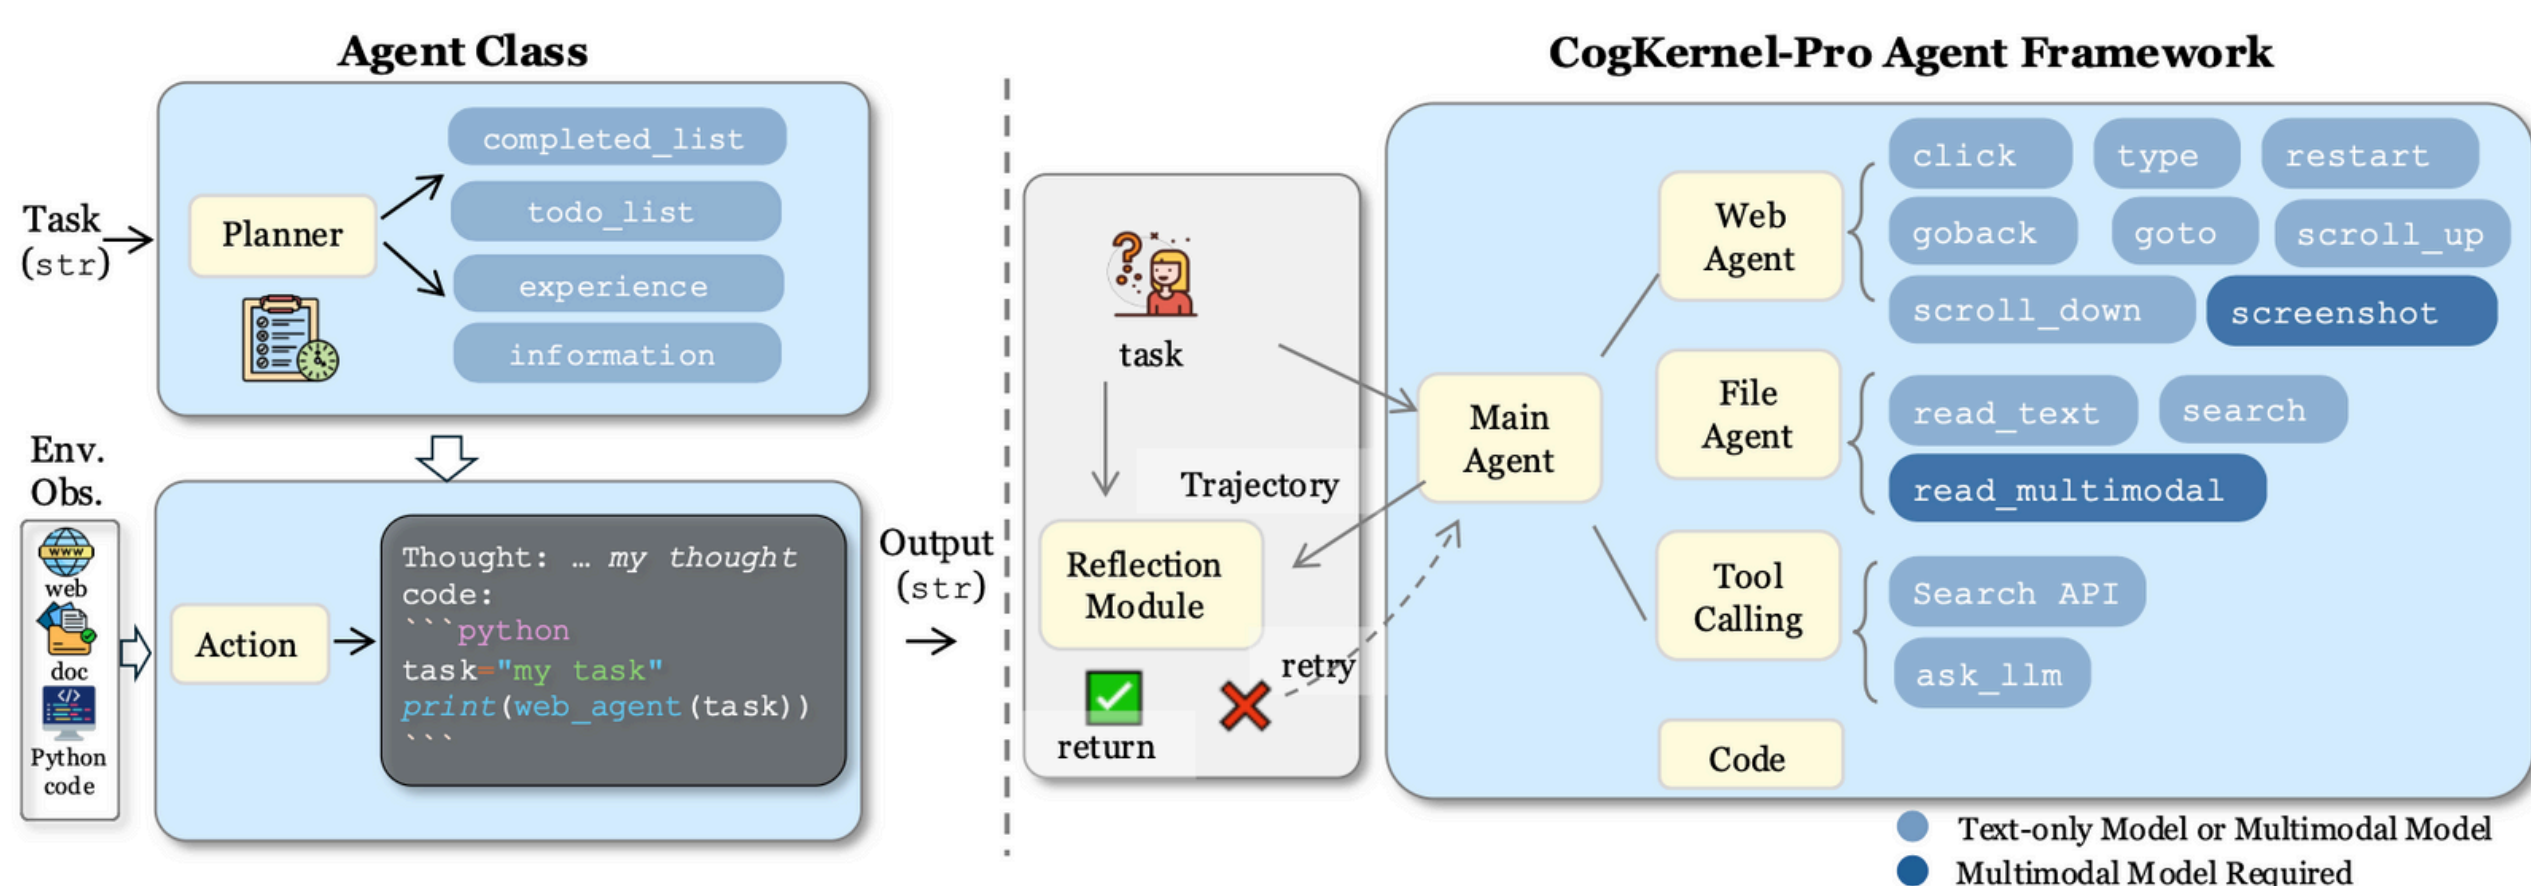 Agent Class
Task
(str)
Planner
completed_list
todo_list
experience
information
Env.
Obs.
www
web
doc
</>
Python
code
Action
Thought: … my thought
code:
```python
task="my task"
print(web_agent(task))
```
Output
(str)
CogKernel-Pro Agent Framework
?
task
Trajectory
Reflection
Module
retry
return
Main
Agent
Web
Agent
click
type
restart
goback
goto
scroll_up
scroll_down
screenshot
File
Agent
read_text
search
read_multimodal
Tool
Calling
Search API
ask_llm
Code
Text-only Model or Multimodal Model
Multimodal Model Required